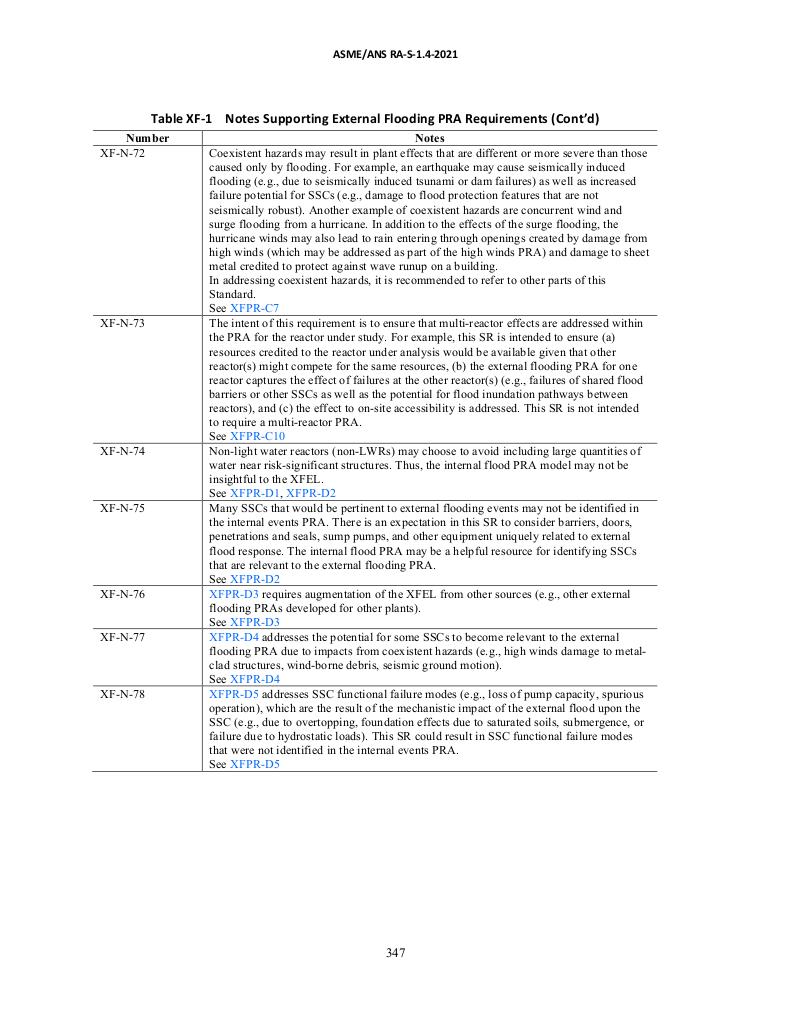 ASME/ANS RA-S-1.4-2021
Table XF-1 Notes Supporting External Flooding PRA Requirements (Cont’d)
Number Notes
XF-N-72 Coexistent hazards may result in plant effects that are different or more severe than those
caused only by flooding. For example, an earthquake may cause seismically induced
flooding (e.g., due to seismically induced tsunami or dam failures) as well as increased
failure potential for SSCs (e.g., damage to flood protection features that are not
seismically robust). Another example of coexistent hazards are concurrent wind and
surge flooding from a hurricane. In addition to the effects of the surge flooding, the
hurricane winds may also lead to rain entering through openings created by damage from
high winds (which may be addressed as part of the high winds PRA) and damage to sheet
metal credited to protect against wave runup on a building.
In addressing coexistent hazards, it is recommended to refer to other parts of this
Standard.
See XFPR-C7
XF-N-73 The intent of this requirement is to ensure that multi-reactor effects are addressed within
the PRA for the reactor under study. For example, this SR is intended to ensure (a)
resources credited to the reactor under analysis would be available given that other
reactor(s) might compete for the same resources, (b) the external flooding PRA for one
reactor captures the effect of failures at the other reactor(s) (e.g., failures of shared flood
barriers or other SSCs as well as the potential for flood inundation pathways between
reactors), and (c) the effect to on-site accessibility is addressed. This SR is not intended
to require a multi-reactor PRA.
See XFPR-C10
XF-N-74 Non-light water reactors (non-LWRs) may choose to avoid including large quantities of
water near risk-significant structures. Thus, the internal flood PRA model may not be
insightful to the XFEL.
See XFPR-D1, XFPR-D2
XF-N-75 Many SSCs that would be pertinent to external flooding events may not be identified in
the internal events PRA. There is an expectation in this SR to consider barriers, doors,
penetrations and seals, sump pumps, and other equipment uniquely related to external
flood response. The internal flood PRA may be a helpful resource for identifying SSCs
that are relevant to the external flooding PRA.
See XFPR-D2
XF-N-76 XFPR-D3 requires augmentation of the XFEL from other sources (e.g., other external
flooding PRAs developed for other plants).
See XFPR-D3
XF-N-77 XFPR-D4 addresses the potential for some SSCs to become relevant to the external
flooding PRA due to impacts from coexistent hazards (e.g., high winds damage to metal-
clad structures, wind-borne debris, seismic ground motion).
See XFPR-D4
XF-N-78 XFPR-D5 addresses SSC functional failure modes (e.g., loss of pump capacity, spurious
operation), which are the result of the mechanistic impact of the external flood upon the
SSC (e.g., due to overtopping, foundation effects due to saturated soils, submergence, or
failure due to hydrostatic loads). This SR could result in SSC functional failure modes
that were not identified in the internal events PRA.
See XFPR-D5
347